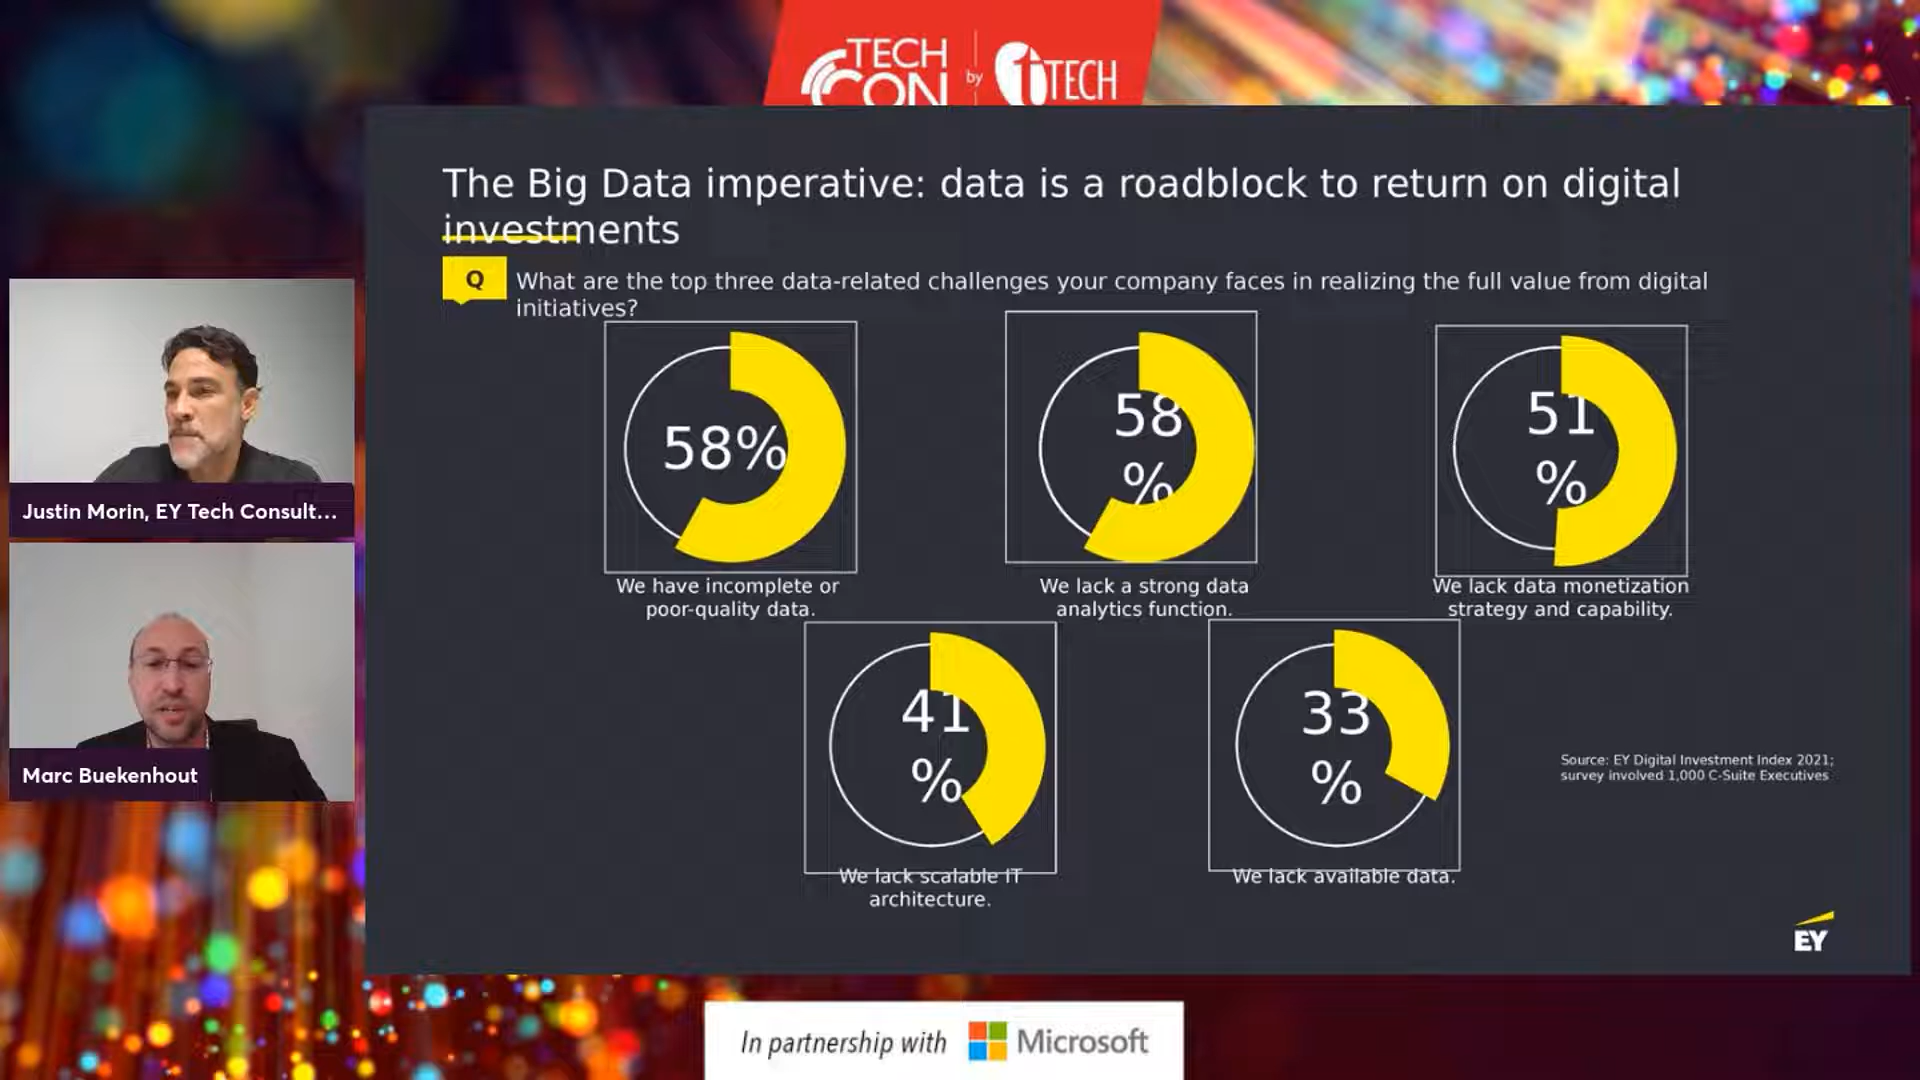 TECH
CON
by
iTECH
The Big Data imperative: data is a roadblock to return on digital
investments
Q
What are the top three data-related challenges your company faces in realizing the full value from digital
initiatives?
58%
We have incomplete or
poor-quality data.
58
%
We lack a strong data
analytics function.
51
%
We lack data monetization
strategy and capability.
41
%
We lack scalable IT
architecture.
33
%
We lack available data.
Source: EY Digital Investment Index 2021;
survey involved 1,000 C-Suite Executives
EY
Justin Morin, EY Tech Consult...
Marc Buekenhout
In partnership with
Microsoft